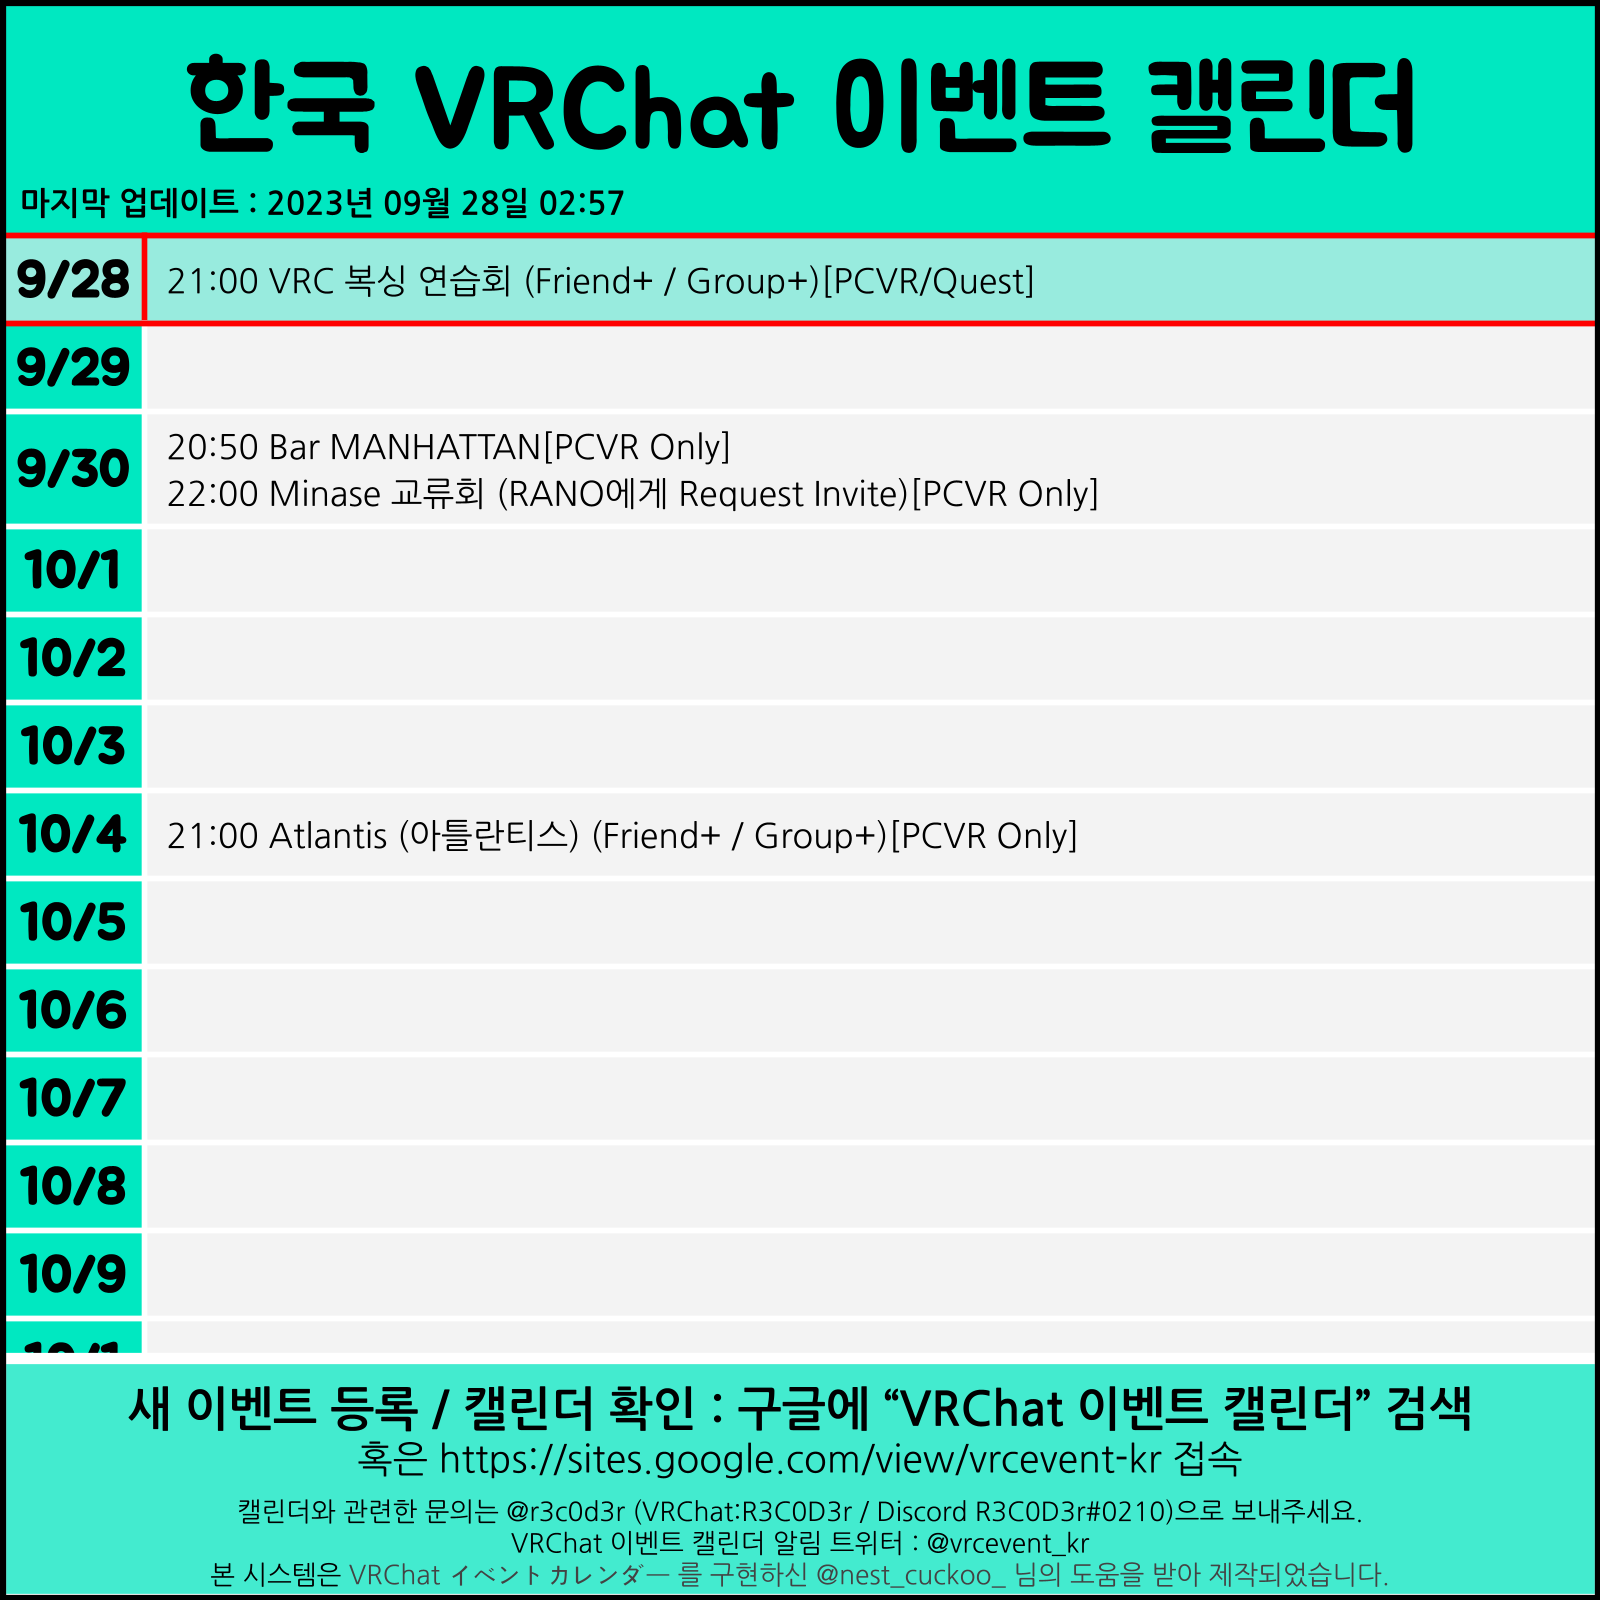 한국 VRChat 이벤트 캘린더
마지막 업데이트 : 2023년 09월 28일 02:57
9/28 21:00 VRC 복싱 연습회 (Friend+ / Group+)[PCVR/Quest]
9/29
9/30 20:50 Bar MANHATTAN[PCVR Only]
22:00 Minase 교류회 (RANO에게 Request Invite)[PCVR Only]
10/1
10/2
10/3
10/4 21:00 Atlantis (아틀란티스) (Friend+ / Group+)[PCVR Only]
10/5
10/6
10/7
10/8
10/9
새 이벤트 등록 / 캘린더 확인 : 구글에 “VRChat 이벤트 캘린더” 검색
혹은 https://sites.google.com/view/vrcevent-kr 접속
캘린더와 관련한 문의는 @r3c0d3r (VRChat:R3C0D3r / Discord R3C0D3r#0210)으로 보내주세요.
VRChat 이벤트 캘린더 알림 트위터 : @vrcevent_kr
본 시스템은 VRChat イベントカレンダー 를 구현하신 @nest_cuckoo_ 님의 도움을 받아 제작되었습니다.